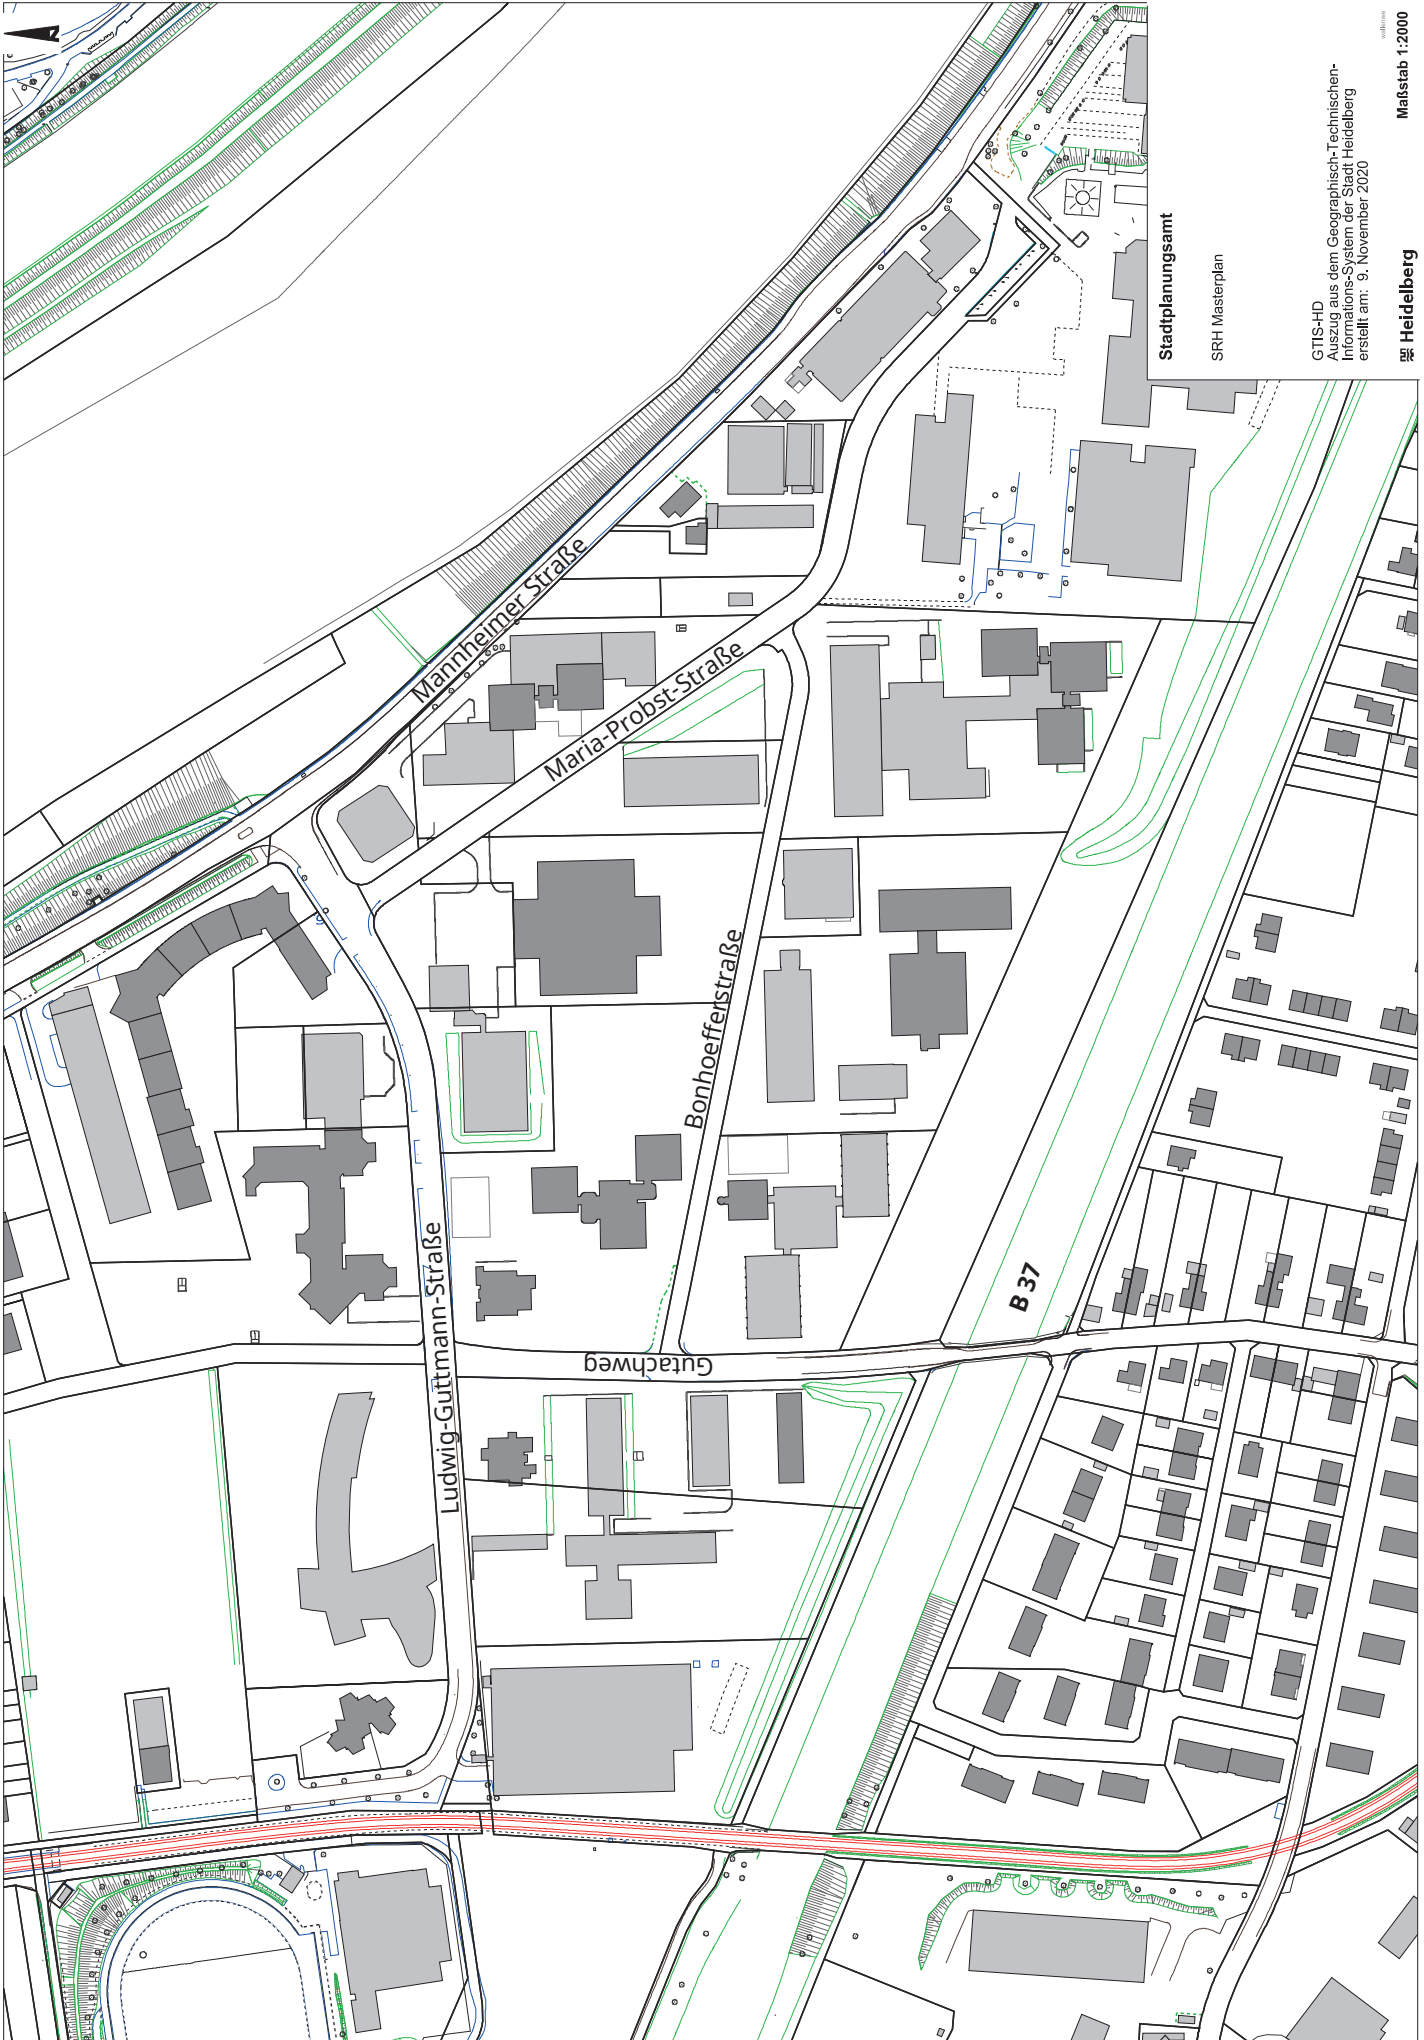 Stadtplanungsamt
SRH Masterplan
GTIS-HD
Auszug aus dem Geographisch-Technischen-
Informations-System der Stadt Heidelberg
erstellt am: 9. November 2020
Heidelberg
Maßstab 1:2000
Mannheimer Straße
Maria-Probst-Straße
Bonhoefferstraße
Ludwig-Guttmann-Straße
Gutachweg
B 37